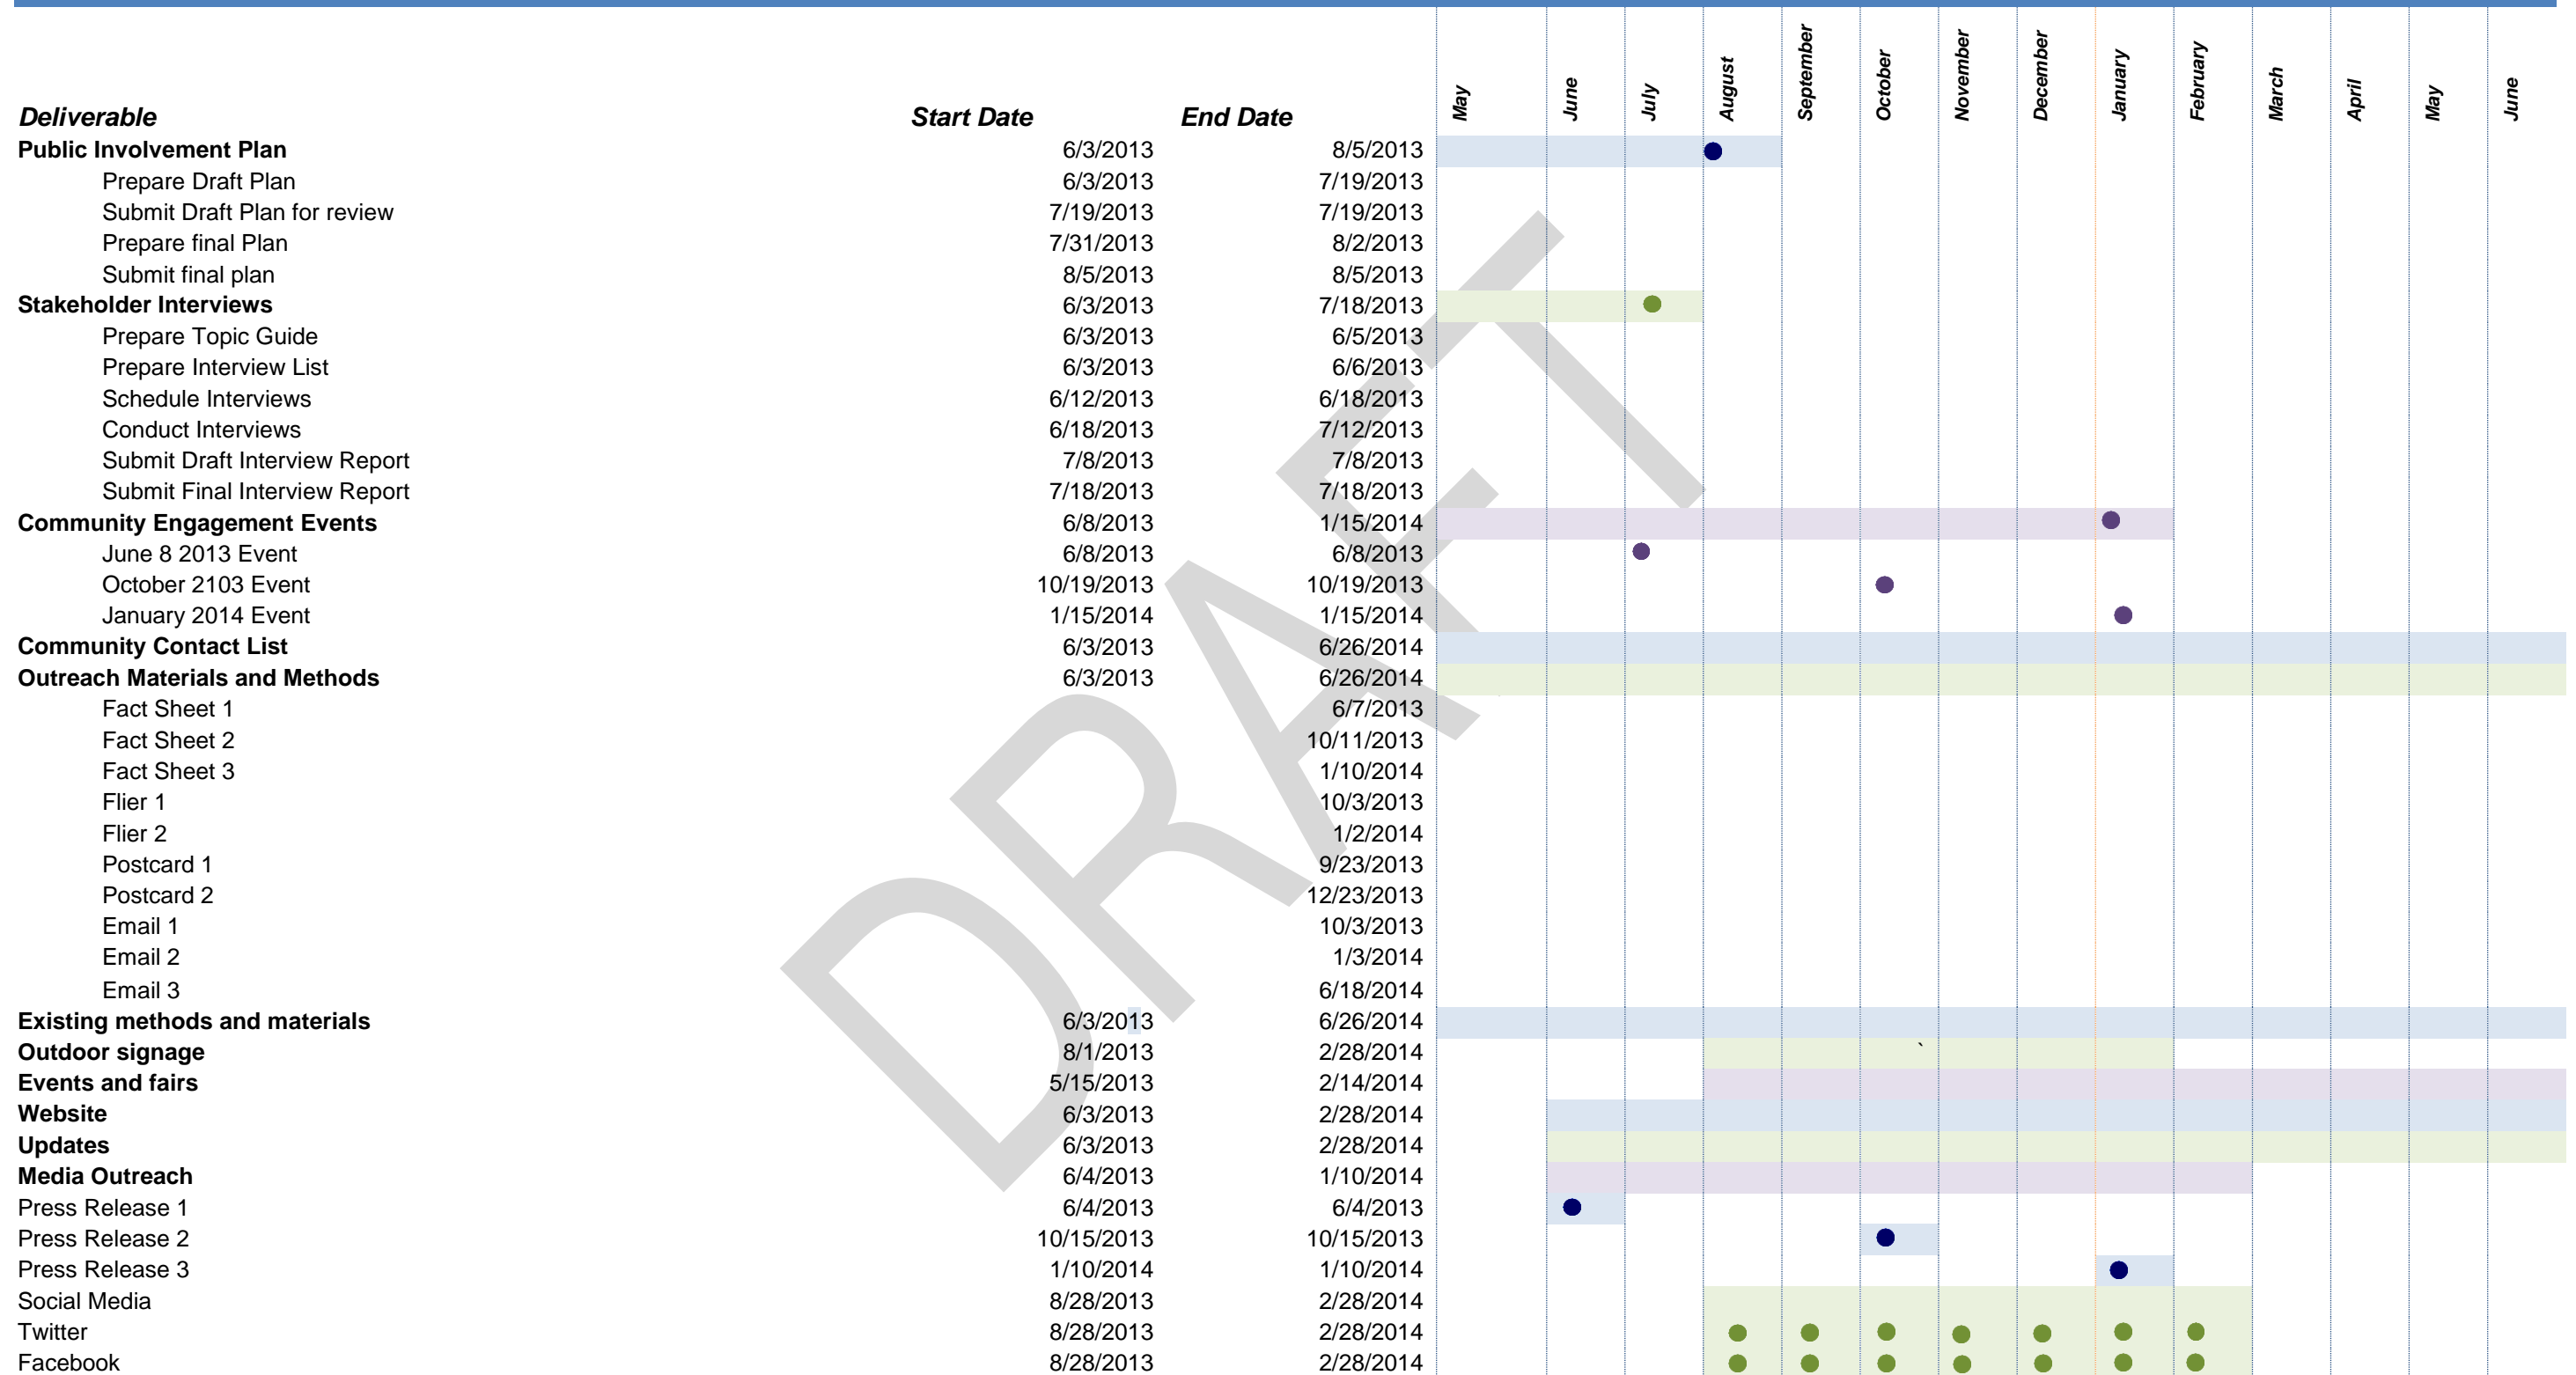 Deliverable Start Date End Date May June July August September October November December January February March April May June
Public Involvement Plan 6/3/2013 8/5/2013
Prepare Draft Plan 6/3/2013 7/19/2013
Submit Draft Plan for review 7/19/2013 7/19/2013
Prepare final Plan 7/31/2013 8/2/2013
Submit final plan 8/5/2013 8/5/2013
Stakeholder Interviews 6/3/2013 7/18/2013
Prepare Topic Guide 6/3/2013 6/5/2013
Prepare Interview List 6/3/2013 6/6/2013
Schedule Interviews 6/12/2013 6/18/2013
Conduct Interviews 6/18/2013 7/12/2013
Submit Draft Interview Report 7/8/2013 7/8/2013
Submit Final Interview Report 7/18/2013 7/18/2013
Community Engagement Events 6/8/2013 1/15/2014
June 8 2013 Event 6/8/2013 6/8/2013
October 2103 Event 10/19/2013 10/19/2013
January 2014 Event 1/15/2014 1/15/2014
Community Contact List 6/3/2013 6/26/2014
Outreach Materials and Methods 6/3/2013 6/26/2014
Fact Sheet 1 6/7/2013
Fact Sheet 2 10/11/2013
Fact Sheet 3 1/10/2014
Flier 1 10/3/2013
Flier 2 1/2/2014
Postcard 1 9/23/2013
Postcard 2 12/23/2013
Email 1 10/3/2013
Email 2 1/3/2014
Email 3 6/18/2014
Existing methods and materials 6/3/2013 6/26/2014
Outdoor signage 8/1/2013 2/28/2014 `
Events and fairs 5/15/2013 2/14/2014
Website 6/3/2013 2/28/2014
Updates 6/3/2013 2/28/2014
Media Outreach 6/4/2013 1/10/2014
Press Release 1 6/4/2013 6/4/2013
Press Release 2 10/15/2013 10/15/2013
Press Release 3 1/10/2014 1/10/2014
Social Media 8/28/2013 2/28/2014
Twitter 8/28/2013 2/28/2014
Facebook 8/28/2013 2/28/2014
DRAFT